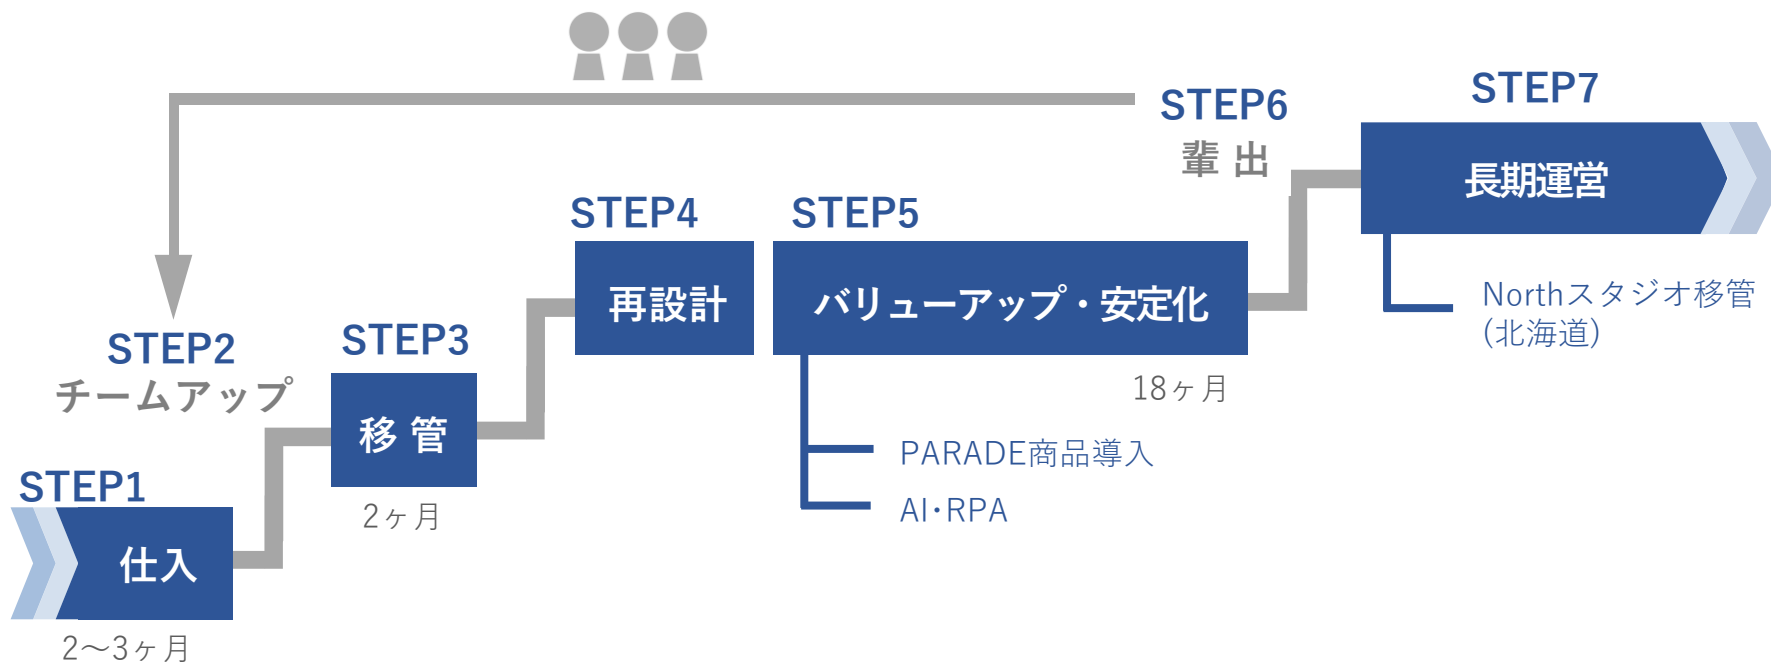 STEP1
仕入
2～3ヶ月
STEP2
チームアップ
STEP3
移管
2ヶ月
STEP4
再設計
STEP5
バリューアップ・安定化
18ヶ月
PARADE商品導入
AI・RPA
STEP6
輩出
STEP7
長期運営
Northスタジオ移管
(北海道)